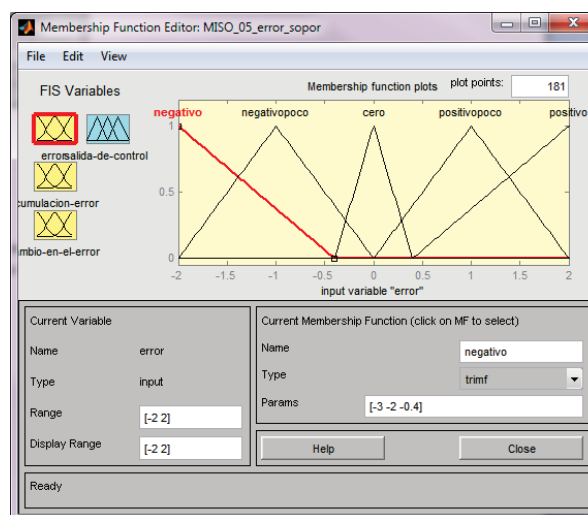 Membership Function Editor: MISO_05_error_sopor
File Edit View
FIS Variables
Membership function plots plot points: 181
negativo negativopoco cero positivopoco positivo
1
0.5
0
-2 -1.5 -1 -0.5 0 0.5 1 1.5 2
input variable "error"
error salida-de-control
cumulacion-error
mbio-en-el-error
Current Variable
Name error
Type input
Range [-2 2]
Display Range [-2 2]
Current Membership Function (click on MF to select)
Name negativo
Type trimf
Params [-3 -2 -0.4]
Help Close
Ready